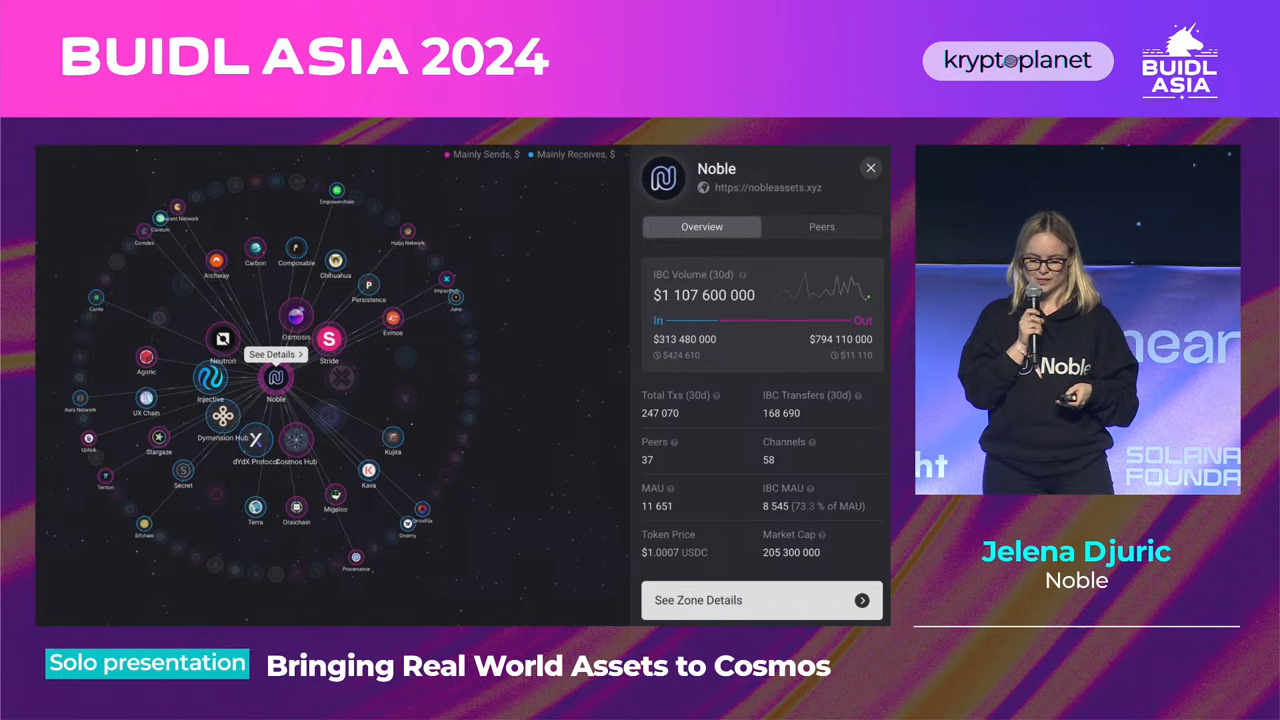 BUIDL ASIA 2024
kryptoplanet
BUIDL
ASIA
Mainly Sends, $
Mainly Receives, $
Empowerchain
Comdex
Archway
Carbon
Composable
Chihuahua
Haqq Network
Persistence
Juno
Canto
Osmosis
Evmos
Neutron
Stride
See Details >
Agoric
Injective
Noble
Aura Network
UX Chain
Dymension Hub
Stargaze
dYdX Protocol
Cosmos Hub
Kujira
Umee
Secret
Kava
Teritori
Migaloo
Terra
Oraichain
Sifchain
Provenance
Noble
https://nobleassets.xyz
Overview
Peers
IBC Volume (30d)
$1 107 600 000
In
Out
$313 480 000
$794 110 000
$424 610
$11 110
Total Txs (30d)
IBC Transfers (30d)
247 070
168 690
Peers
Channels
37
58
MAU
IBC MAU
11 651
8 545 (73.3 % of MAU)
Token Price
Market Cap
$1.0007 USDC
205 300 000
See Zone Details
near
Noble
SOLANA
FOUNDA
ht
Jelena Djuric
Noble
Solo presentation
Bringing Real World Assets to Cosmos